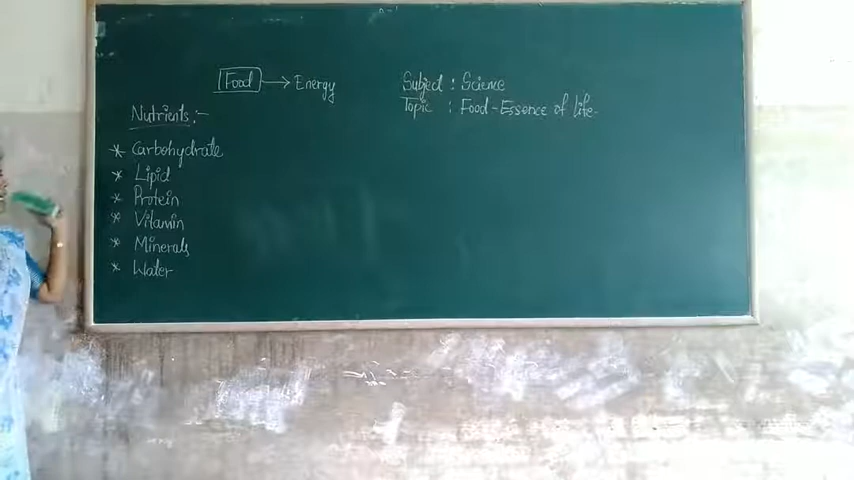 Food → Energy
Subject : Science
Topic : Food - Essence of life.
Nutrients :-
* Carbohydrate
* Lipid
* Protein
* Vitamin
* Minerals
* Water